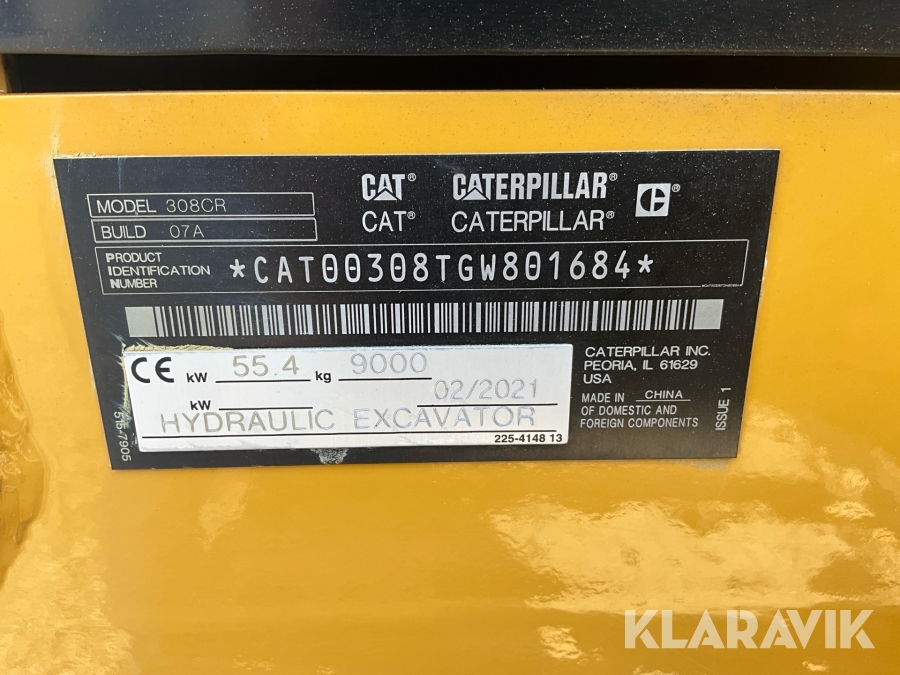 CAT® CATERPILLAR® C®
CAT® CATERPILLAR®
MODEL 308CR
BUILD 07A
PRODUCT IDENTIFICATION NUMBER *CAT00308TGW801684*
CE kW 55.4 kg 9000
kW 02/2021
HYDRAULIC EXCAVATOR
225-4148 13
515-7905
CATERPILLAR INC.
PEORIA, IL 61629
USA
MADE IN CHINA
OF DOMESTIC AND
FOREIGN COMPONENTS
ISSUE 1
KLARAVIK